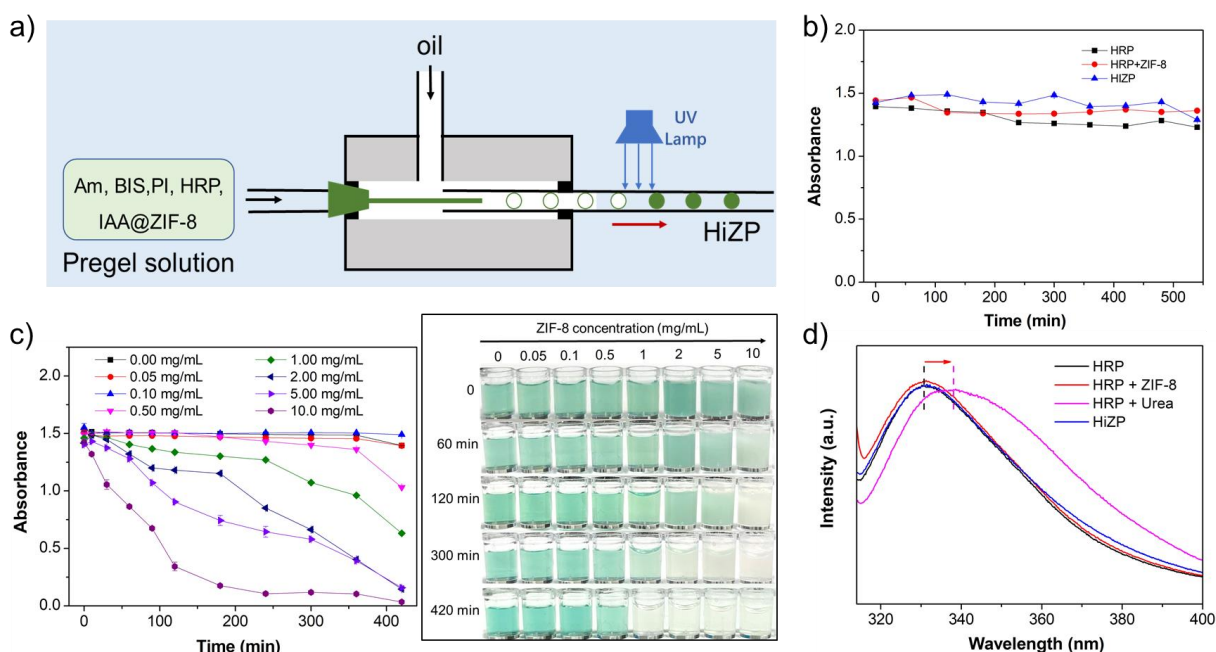 a)
oil
UV
Lamp
Am, BIS,PI, HRP,
IAA@ZIF-8
Pregel solution
HiZP
b)
HRP
HRP+ZIF-8
HIZP
2.0
1.5
1.0
0.5
0.0
Absorbance
0 100 200 300 400 500
Time (min)
c)
0.00 mg/mL 1.00 mg/mL
0.05 mg/mL 2.00 mg/mL
0.10 mg/mL 5.00 mg/mL
0.50 mg/mL 10.0 mg/mL
2.0
1.5
1.0
0.5
0.0
Absorbance
0 100 200 300 400
Time (min)
ZIF-8 concentration (mg/mL)
0 0.05 0.1 0.5 1 2 5 10
0
60 min
120 min
300 min
420 min
d)
HRP
HRP + ZIF-8
HRP + Urea
HiZP
Intensity (a.u.)
320 340 360 380 400
Wavelength (nm)